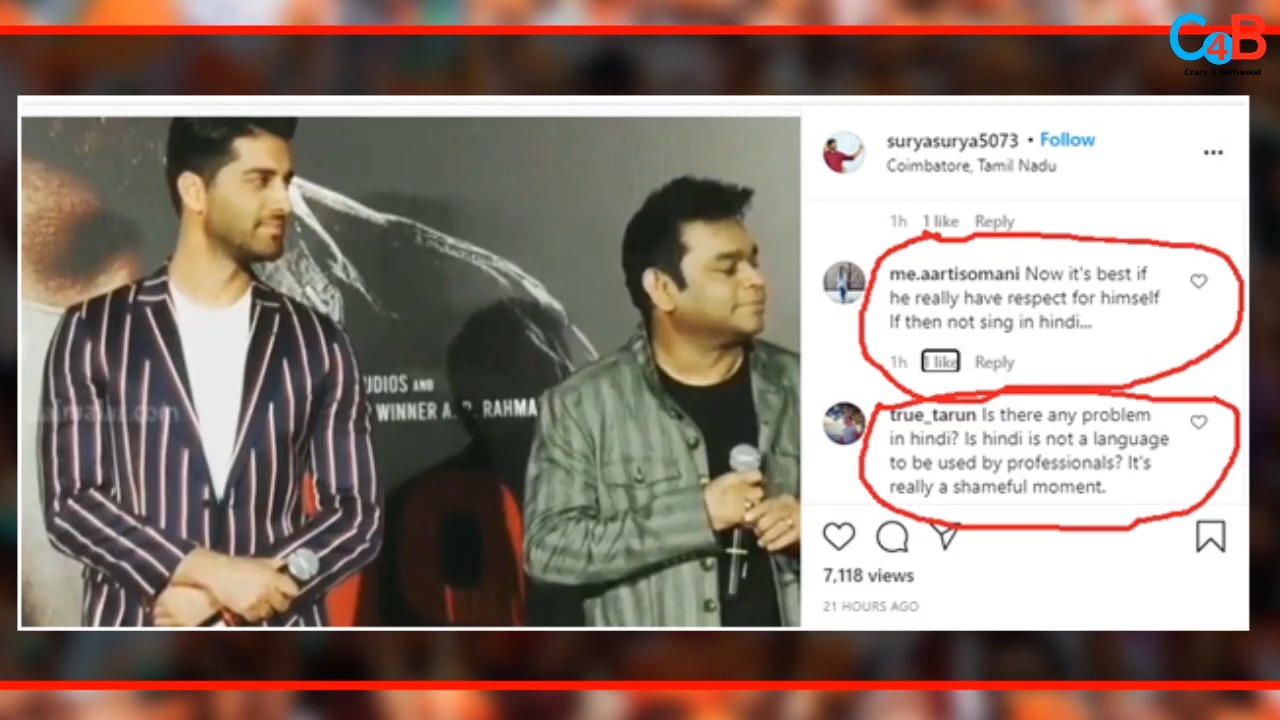 C4B
Crazy 4 Bollywood
suryasurya5073 • Follow
Coimbatore, Tamil Nadu
1h 1 like Reply
me.aartisomani Now it's best if
he really have respect for himself
If then not sing in hindi...
1h 1 like Reply
true_tarun Is there any problem
in hindi? Is hindi is not a language
to be used by professionals? It's
really a shameful moment.
7,118 views
21 HOURS AGO
UDIOS AND
WINNER A. R. RAHMA